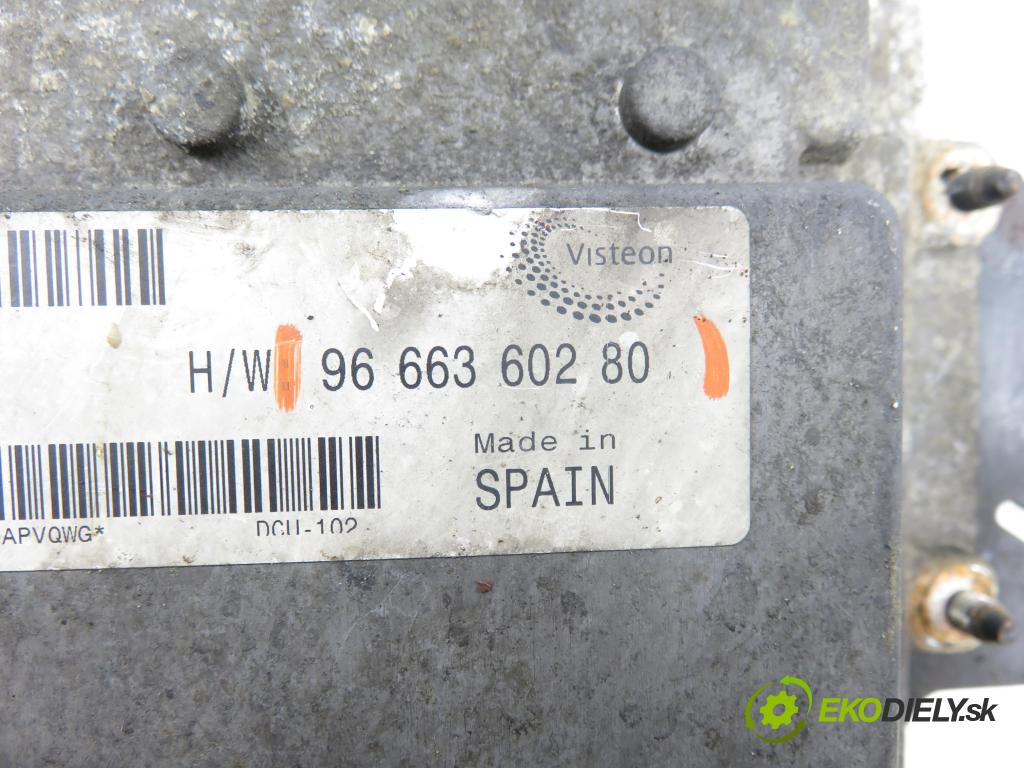 Visteon
H/W: 96 663 602 80
Made in
SPAIN
APVQWG*
DCU-102
EKODIELY.sk